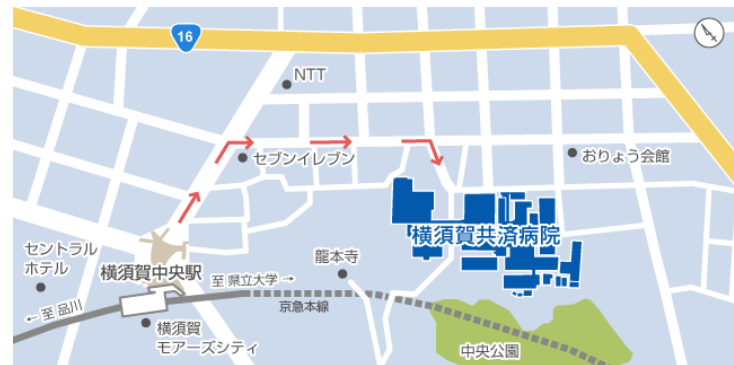 16
NTT
セブンイレブン
おりょう会館
横須賀共済病院
セントラル
ホテル
横須賀中央駅
龍本寺
至 県立大学 →
← 至 品川
京急本線
横須賀
モアーズシティ
中央公園